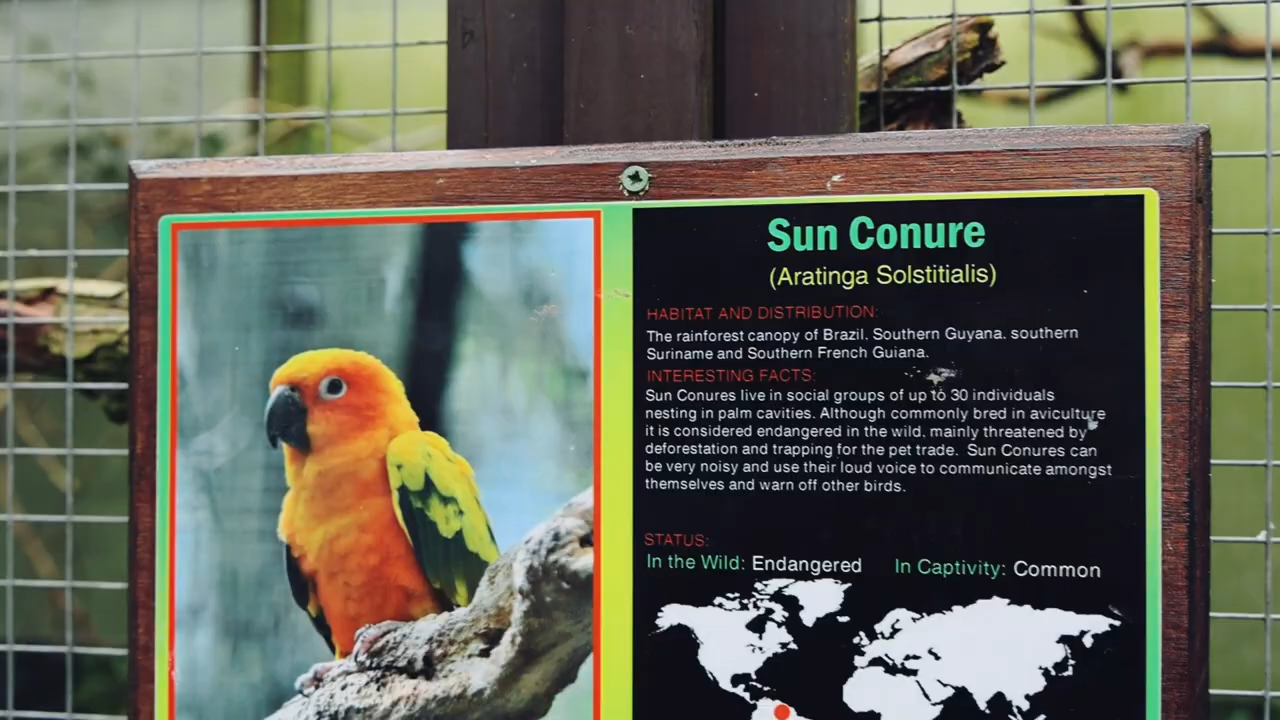 Sun Conure
(Aratinga Solstitialis)
HABITAT AND DISTRIBUTION:
The rainforest canopy of Brazil. Southern Guyana. southern
Suriname and Southern French Guiana.
INTERESTING FACTS:
Sun Conures live in social groups of up to 30 individuals
nesting in palm cavities. Although commonly bred in aviculture
it is considered endangered in the wild. mainly threatened by
deforestation and trapping for the pet trade.  Sun Conures can
be very noisy and use their loud voice to communicate amongst
themselves and warn off other birds.
STATUS:
In the Wild: Endangered In Captivity: Common